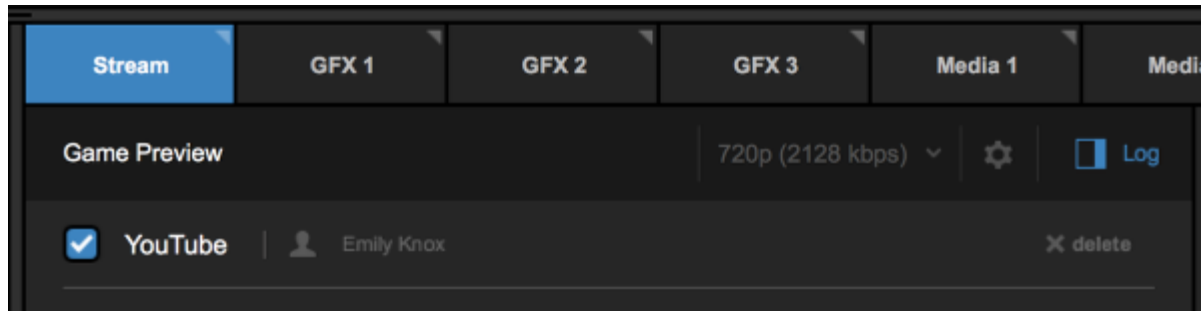 Stream GFX 1 GFX 2 GFX 3 Media 1 Medi
Game Preview 720p (2128 kbps) Log
YouTube Emily Knox delete